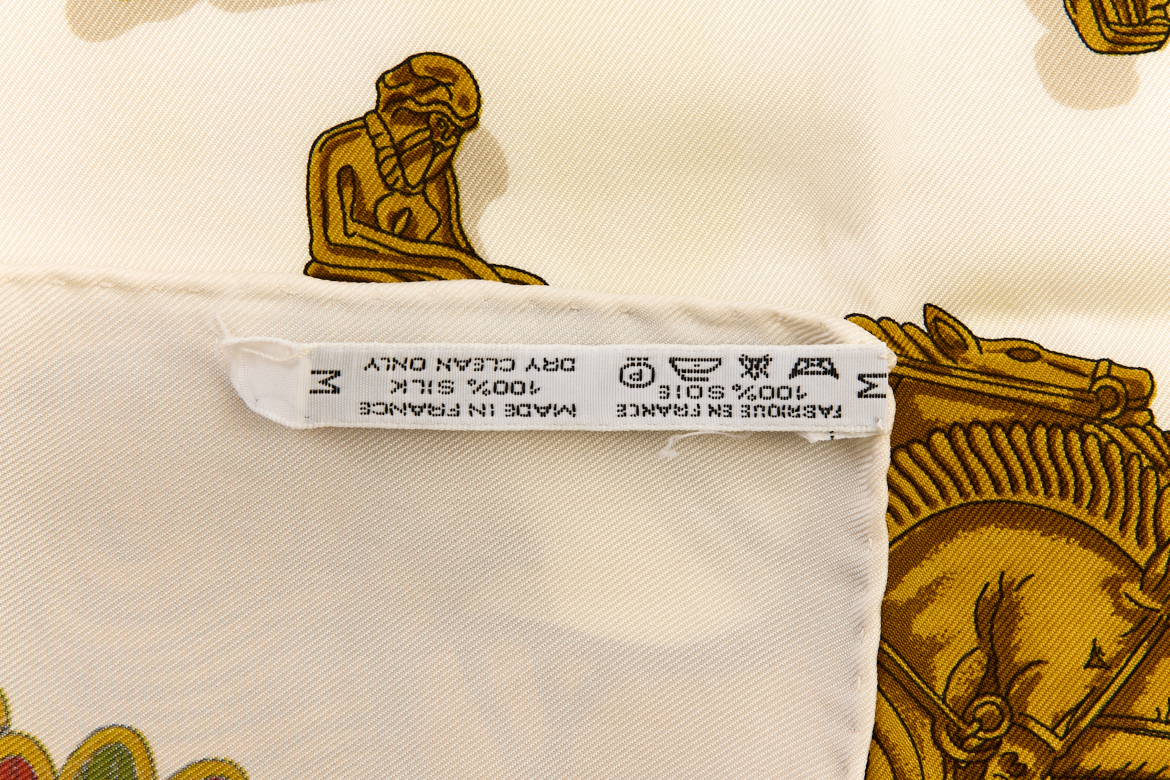 FABRIQUE EN FRANCE
100% SOIE
P
MADE IN FRANCE
100% SILK
DRY CLEAN ONLY
M
M